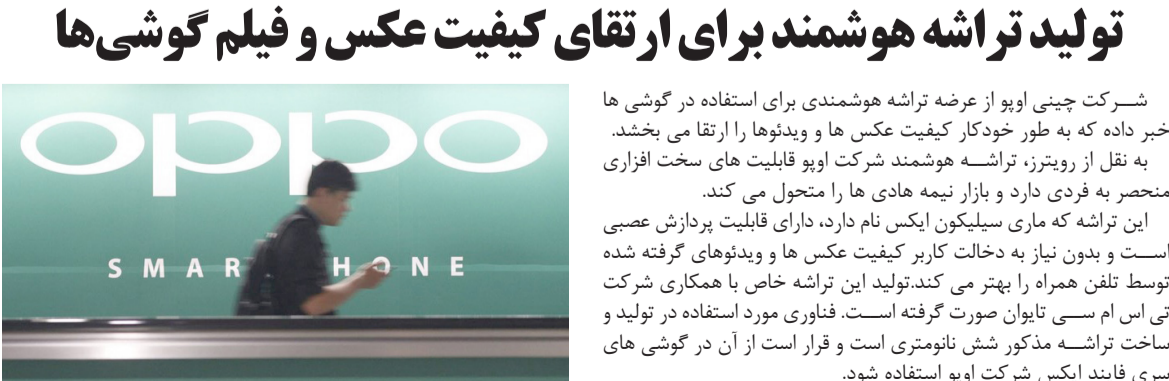 تولید تراشه هوشمند برای ارتقای کیفیت عکس و فیلم گوشی‌ها
شرکت چینی اوپو از عرضه تراشه هوشمندی برای استفاده در گوشی ها
خبر داده که به طور خودکار کیفیت عکس ها و ویدئوها را ارتقا می بخشد.
به نقل از رویترز، تراشه هوشمند شرکت اوپو قابلیت های سخت افزاری
منحصر به فردی دارد و بازار نیمه هادی ها را متحول می کند.
این تراشه که ماری سیلیکون ایکس نام دارد، دارای قابلیت پردازش عصبی
است و بدون نیاز به دخالت کاربر کیفیت عکس ها و ویدئوهای گرفته شده
توسط تلفن همراه را بهتر می کند.تولید این تراشه خاص با همکاری شرکت
تی اس ام سی تایوان صورت گرفته است. فناوری مورد استفاده در تولید و
ساخت تراشه مذکور شش نانومتری است و قرار است از آن در گوشی های
سری فایند ایکس شرکت اوپو استفاده شود.
oppo
SMAR HONE